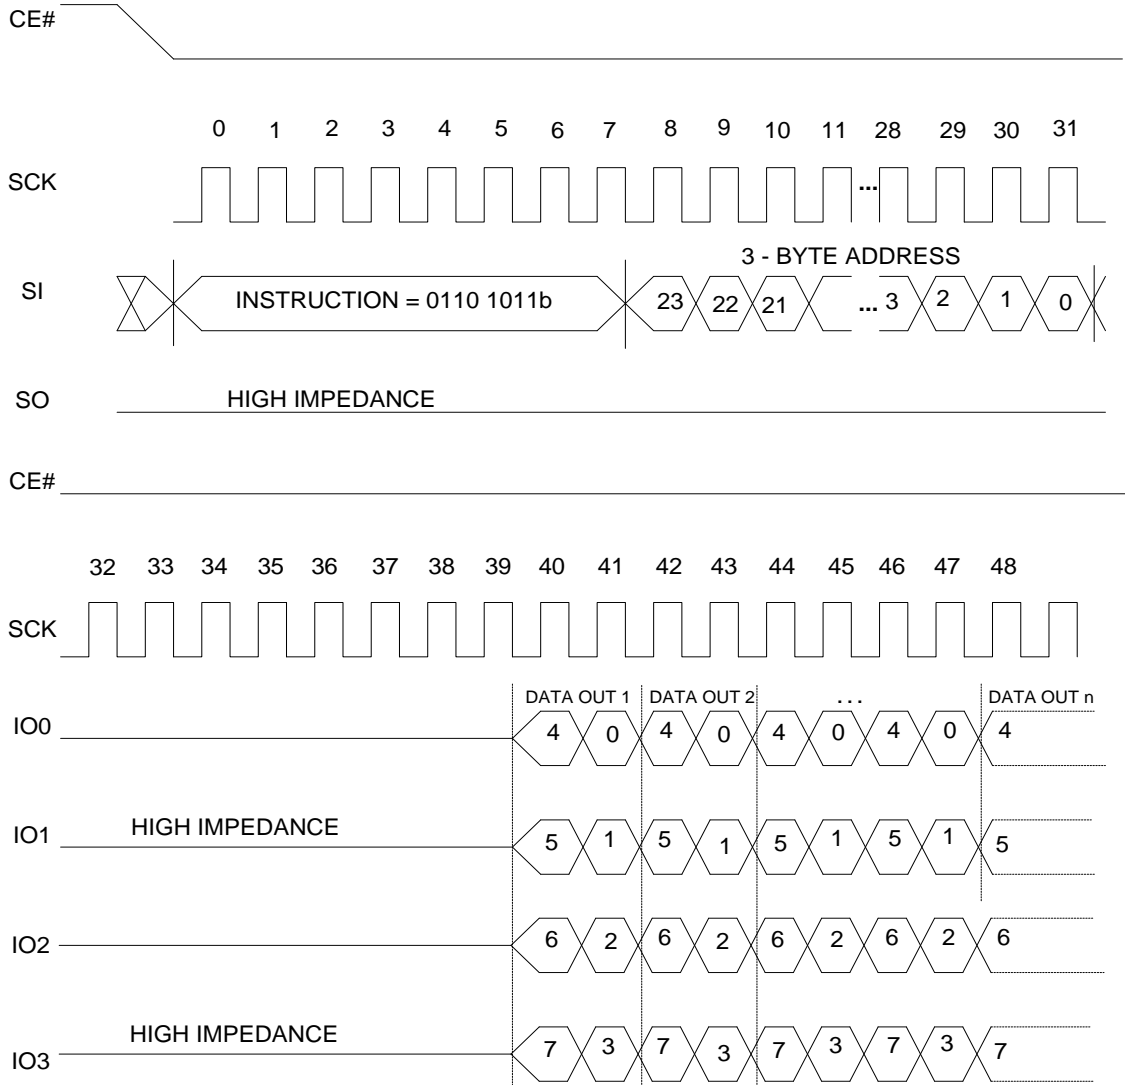 CE#
0 1 2 3 4 5 6 7 8 9 10 11 28 29 30 31
SCK ...
3 - BYTE ADDRESS
SI INSTRUCTION = 0110 1011b 23 22 21 ... 3 2 1 0
SO HIGH IMPEDANCE
CE#
32 33 34 35 36 37 38 39 40 41 42 43 44 45 46 47 48
SCK
DATA OUT 1 DATA OUT 2 ... DATA OUT n
IO0 4 0 4 0 4 0 4 0 4
IO1 HIGH IMPEDANCE 5 1 5 1 5 1 5 1 5
IO2 6 2 6 2 6 2 6 2 6
IO3 HIGH IMPEDANCE 7 3 7 3 7 3 7 3 7